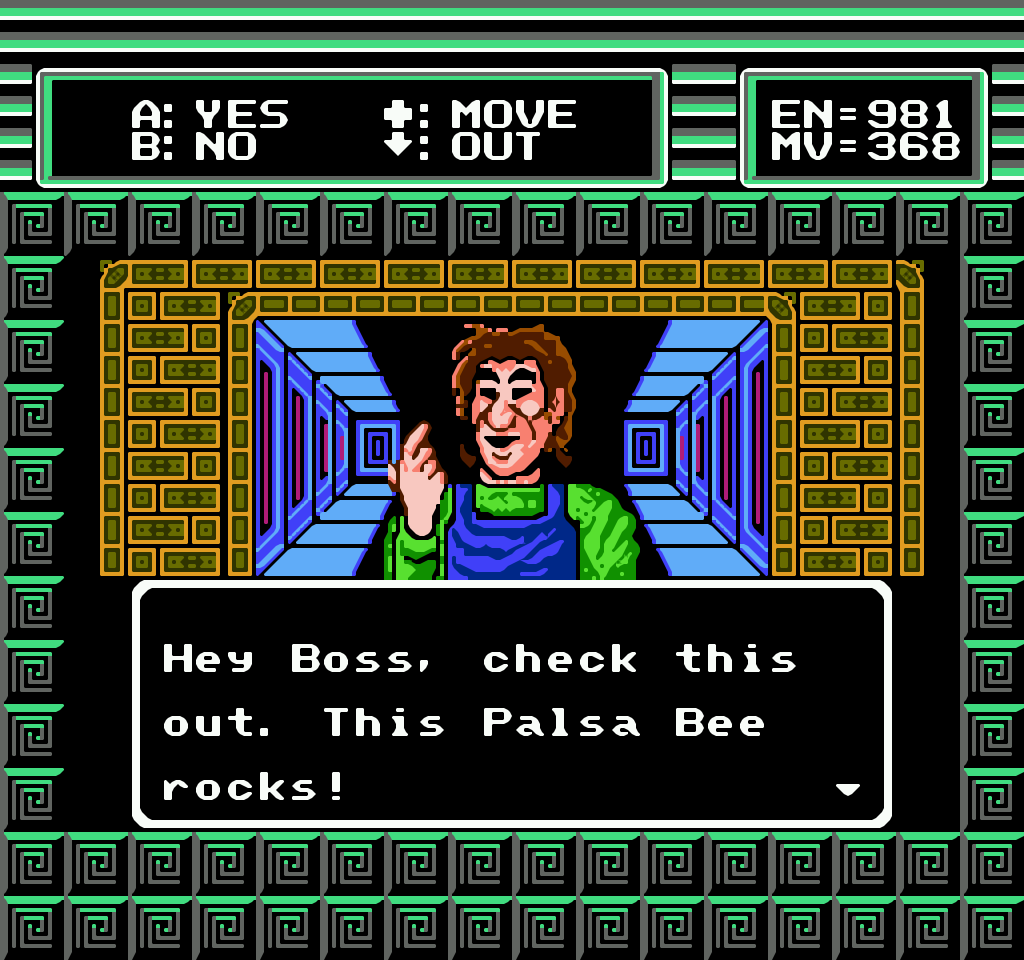 A: YES ✚: MOVE EN=981
B: NO ⬇: OUT MV=368
Hey Boss, check this
out. This Palsa Bee
rocks!